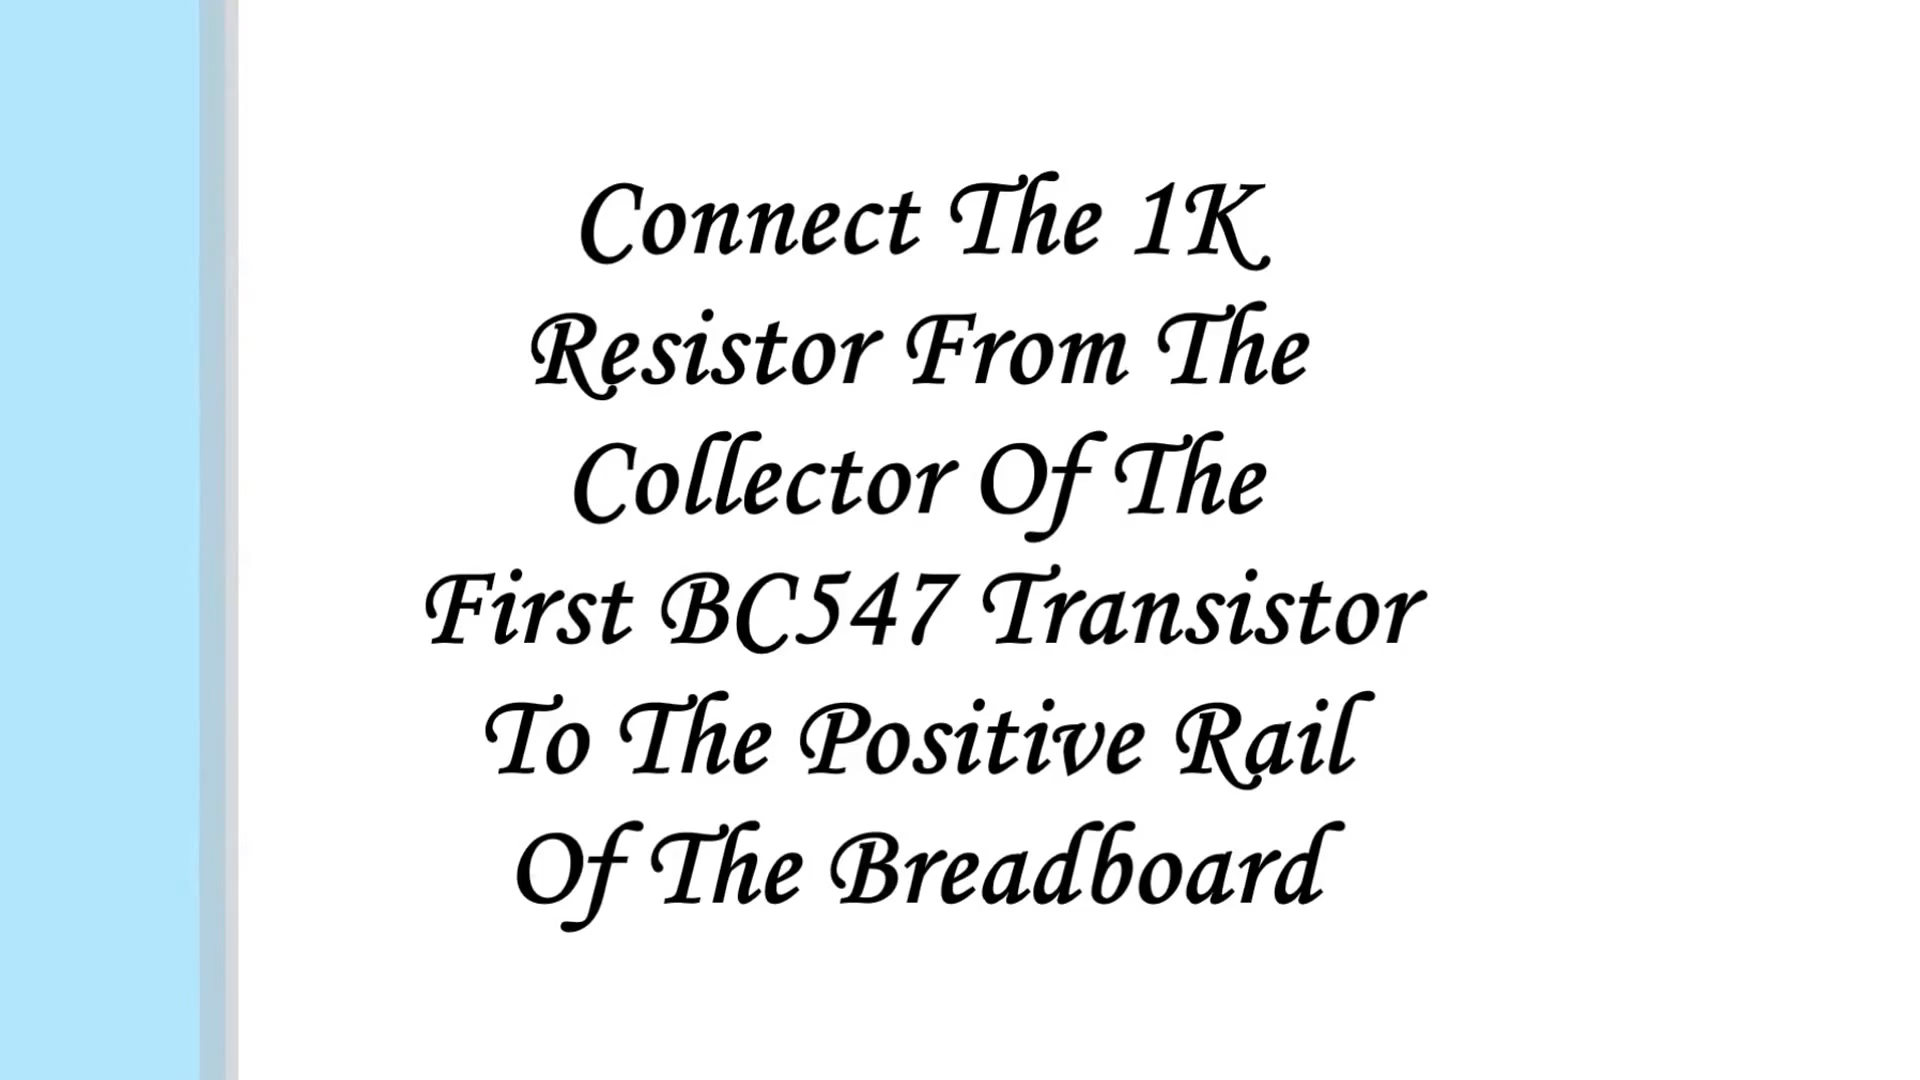 Connect The 1K
Resistor From The
Collector Of The
First BC547 Transistor
To The Positive Rail
Of The Breadboard